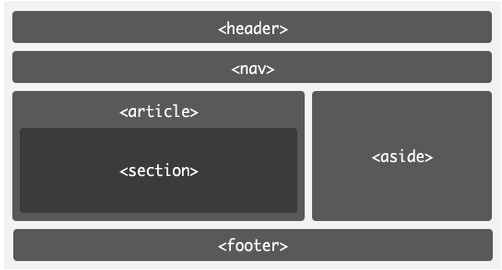 <header>
<nav>
<article>
<section>
<aside>
<footer>